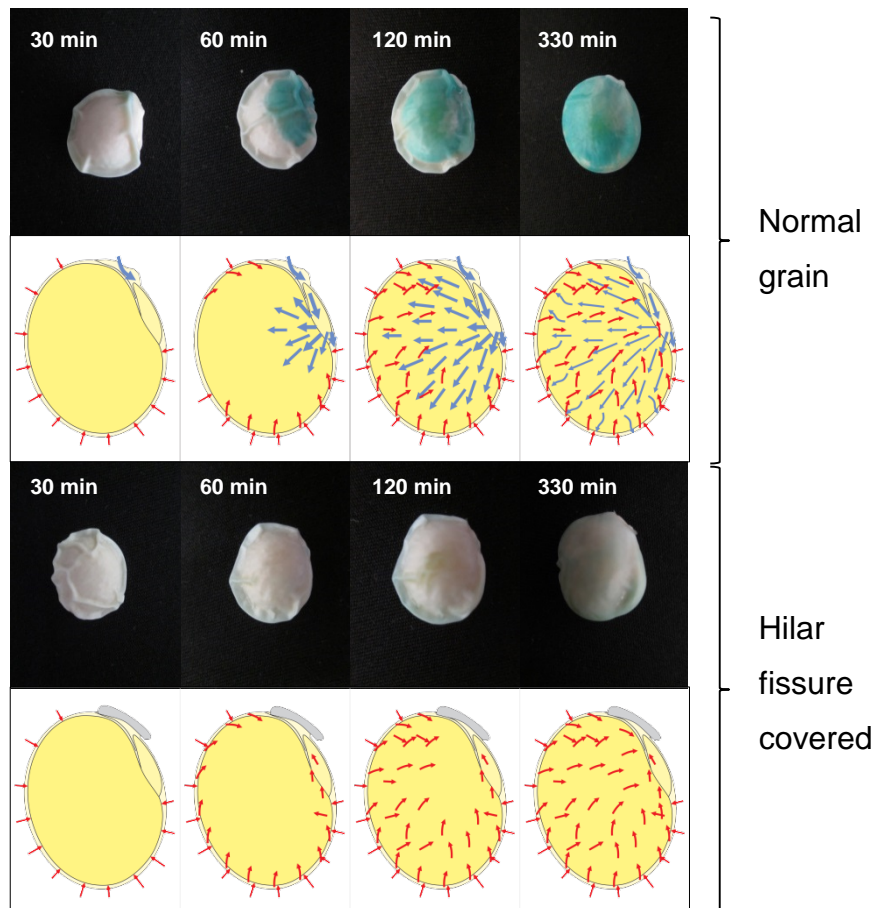 30 min
60 min
120 min
330 min
Normal
grain
30 min
60 min
120 min
330 min
Hilar
fissure
covered